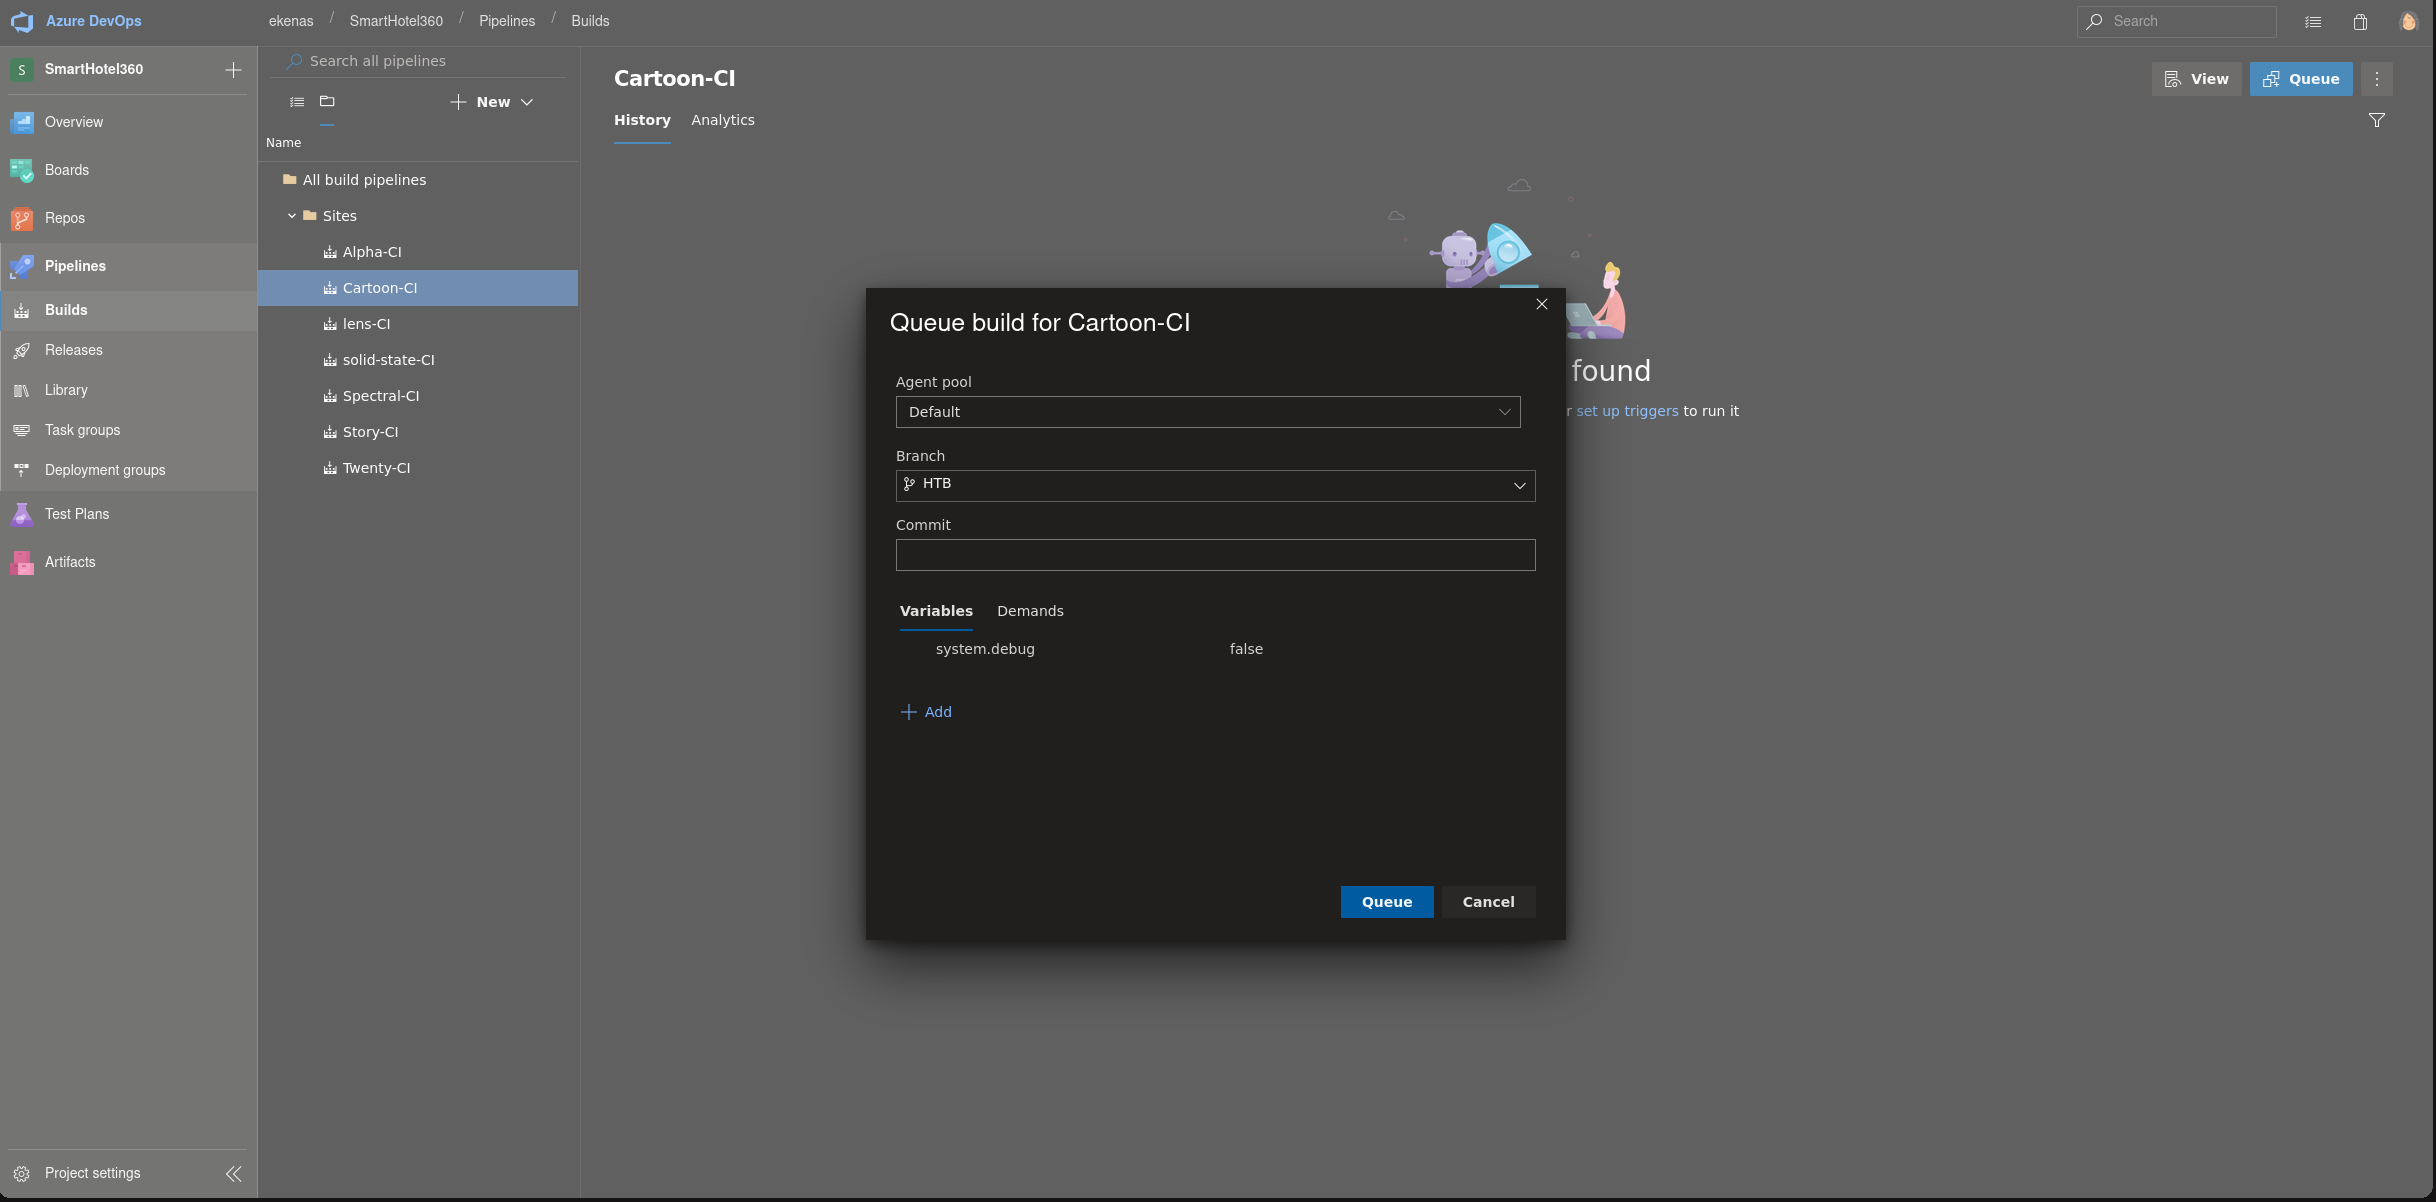 Azure DevOps
ekenas / SmartHotel360 / Pipelines / Builds
Search
S SmartHotel360
Overview
Boards
Repos
Pipelines
Builds
Releases
Library
Task groups
Deployment groups
Test Plans
Artifacts
Project settings
Search all pipelines
New
Name
All build pipelines
Sites
Alpha-CI
Cartoon-CI
lens-CI
solid-state-CI
Spectral-CI
Story-CI
Twenty-CI
Cartoon-CI
View
Queue
History Analytics
found
r set up triggers to run it
Queue build for Cartoon-CI
Agent pool
Default
Branch
HTB
Commit
Variables Demands
system.debug false
Add
Queue Cancel